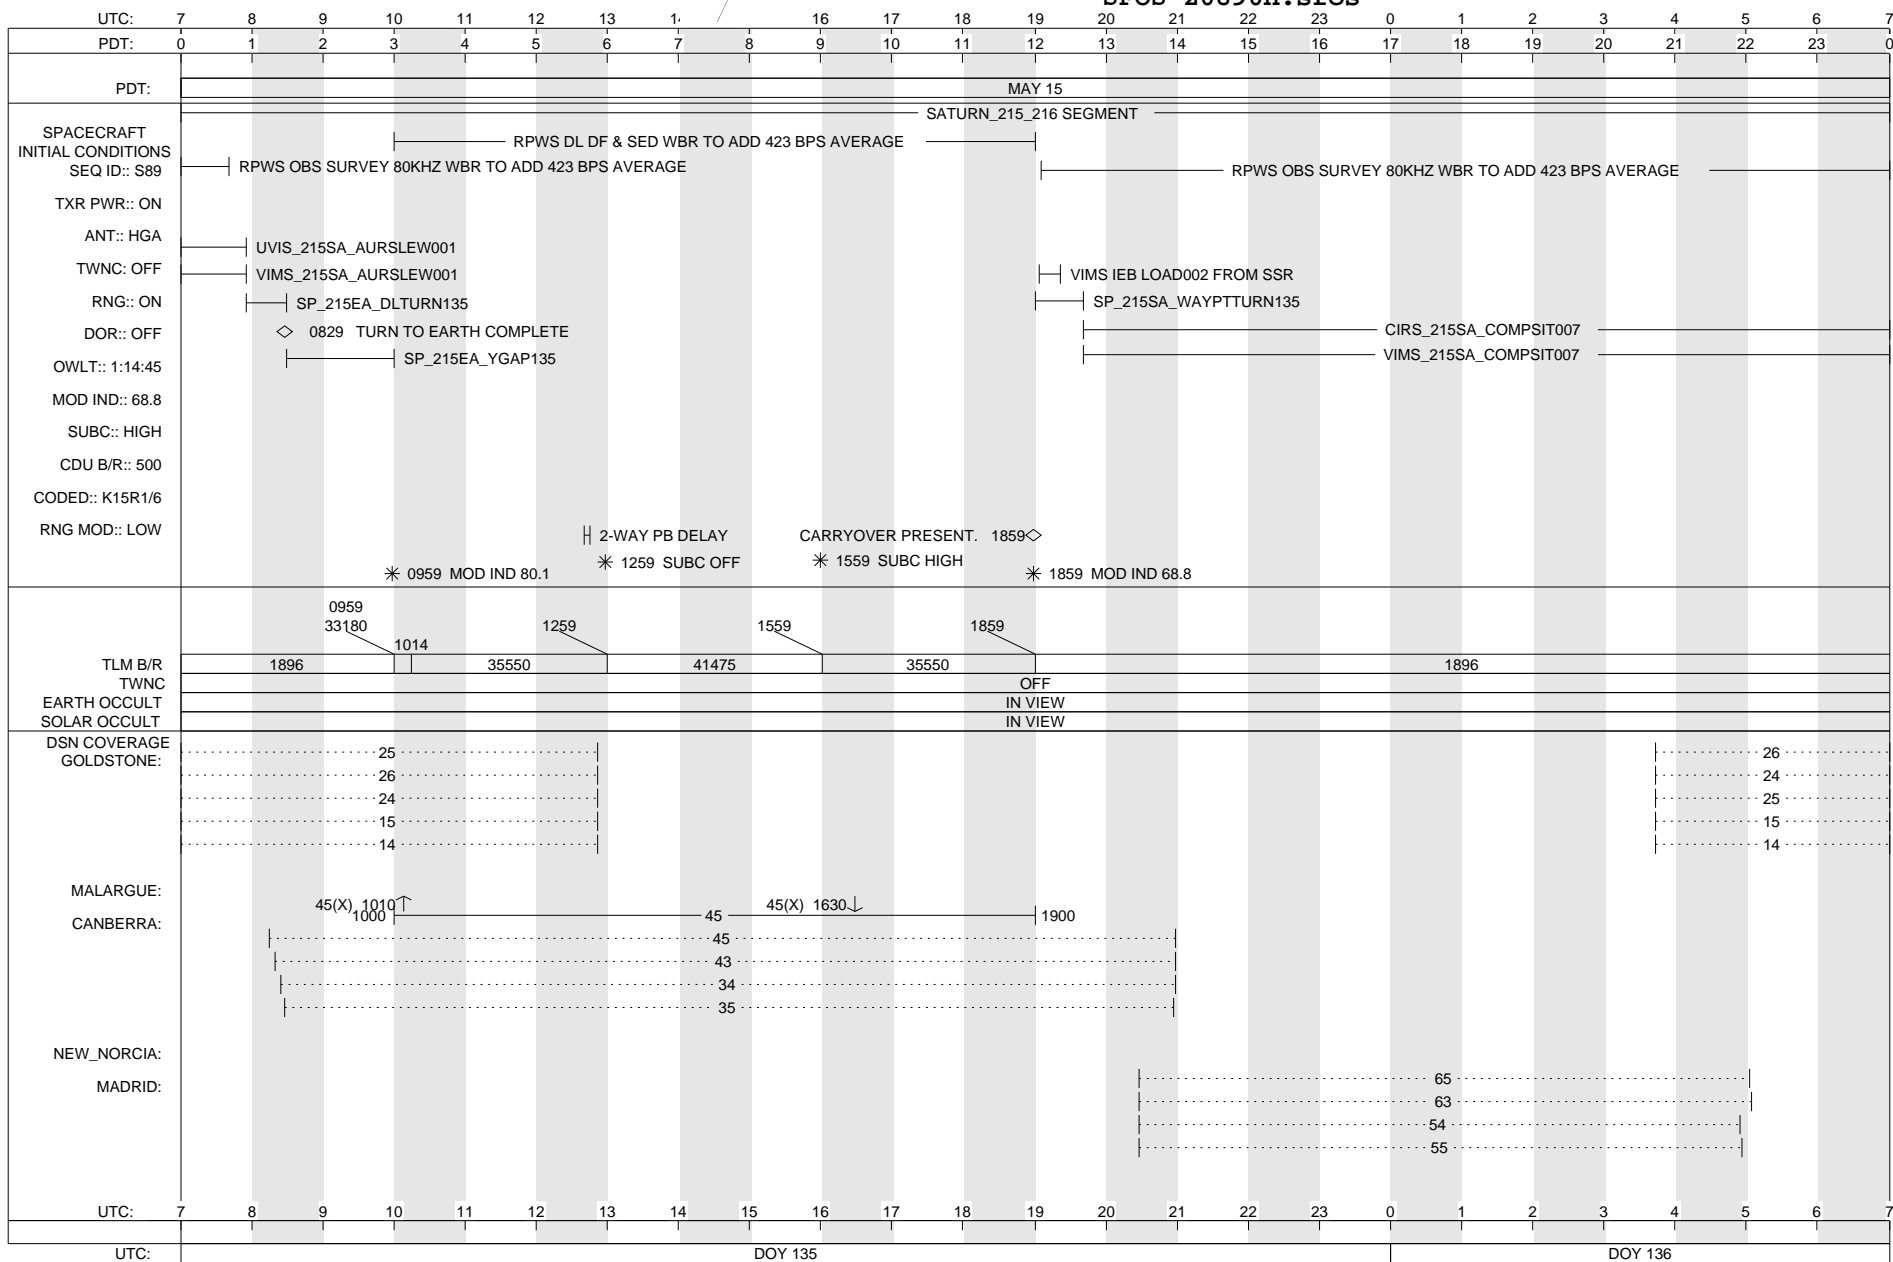 UTC: 7 8 9 10 11 12 13 16 17 18 19 20 21 22 23 0 1 2 3 4 5 6 7
PDT: 0 1 2 3 4 5 6 7 8 9 10 11 12 13 14 15 16 17 18 19 20 21 22 23 0
PDT: MAY 15
SATURN_215_216 SEGMENT
SPACECRAFT
INITIAL CONDITIONS
RPWS DL DF & SED WBR TO ADD 423 BPS AVERAGE
SEQ ID:: S89
RPWS OBS SURVEY 80KHZ WBR TO ADD 423 BPS AVERAGE
RPWS OBS SURVEY 80KHZ WBR TO ADD 423 BPS AVERAGE
TXR PWR:: ON
ANT:: HGA
UVIS_215SA_AURSLEW001
TWNC: OFF
VIMS_215SA_AURSLEW001
VIMS IEB LOAD002 FROM SSR
RNG:: ON
SP_215EA_DLTURN135
SP_215SA_WAYPTTURN135
DOR:: OFF
0829 TURN TO EARTH COMPLETE
CIRS_215SA_COMPSIT007
SP_215EA_YGAP135
VIMS_215SA_COMPSIT007
OWLT:: 1:14:45
MOD IND:: 68.8
SUBC:: HIGH
CDU B/R:: 500
CODED:: K15R1/6
RNG MOD:: LOW
2-WAY PB DELAY
CARRYOVER PRESENT. 1859
1259 SUBC OFF
1559 SUBC HIGH
0959 MOD IND 80.1
1859 MOD IND 68.8
0959
33180 1259 1559 1859
1014
TLM B/R 1896 35550 41475 35550 1896
TWNC OFF
EARTH OCCULT IN VIEW
SOLAR OCCULT IN VIEW
DSN COVERAGE
GOLDSTONE:
25 26
26 24
24 25
15 15
14 14
MALARGUE:
45(X) 1010 45(X) 1630
CANBERRA:
1000 45 1900
45
43
34
35
NEW_NORCIA:
MADRID:
65
63
54
55
UTC: 7 8 9 10 11 12 13 14 15 16 17 18 19 20 21 22 23 0 1 2 3 4 5 6 7
UTC: DOY 135 DOY 136